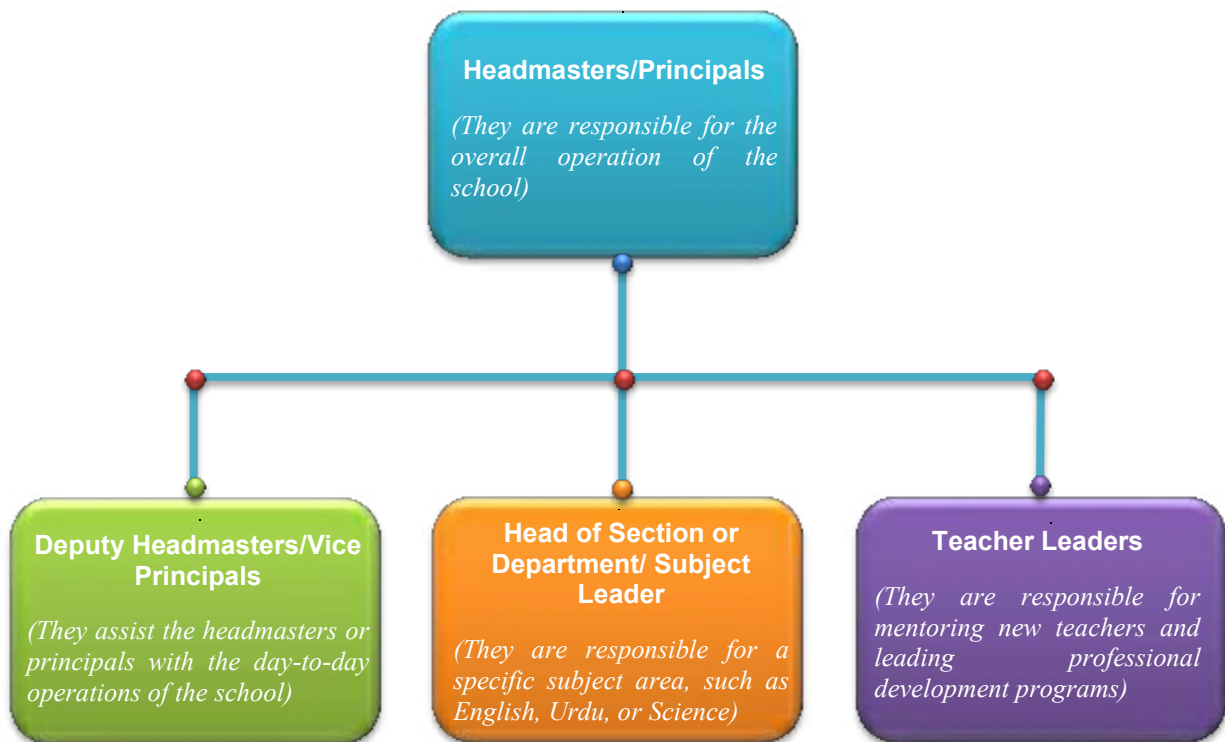 Headmasters/Principals
(They are responsible for the
overall operation of the
school)
Deputy Headmasters/Vice
Principals
(They assist the headmasters or
principals with the day-to-day
operations of the school)
Head of Section or
Department/ Subject
Leader
(They are responsible for a
specific subject area, such as
English, Urdu, or Science)
Teacher Leaders
(They are responsible for
mentoring new teachers and
leading professional
development programs)